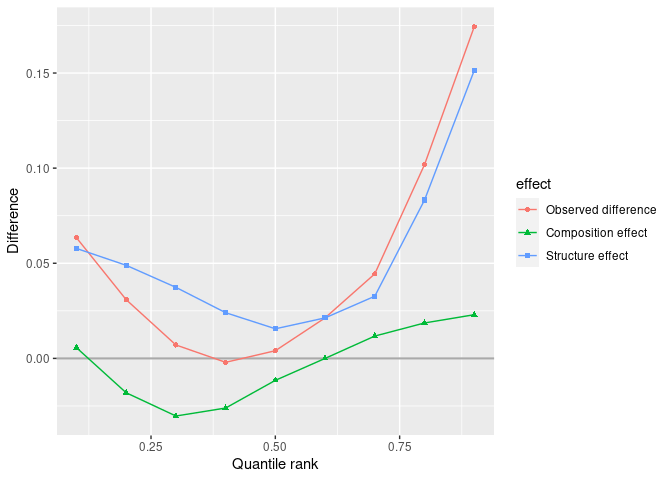 0.15
0.10
0.05
0.00
Difference
0.25
0.50
0.75
Quantile rank
effect
Observed difference
Composition effect
Structure effect